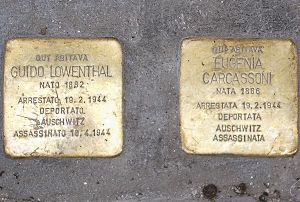 QUI ABITAVA
GUIDO LOWENTHAL
NATO 1882
ARRESTATO 19.2.1944
DEPORTATO
AUSCHWITZ
ASSASSINATO 10.4.1944
QUI ABITAVA
EUGENIA
CARCASSONI
NATA 1886
ARRESTATA 19.2.1944
DEPORTATA
AUSCHWITZ
ASSASSINATA